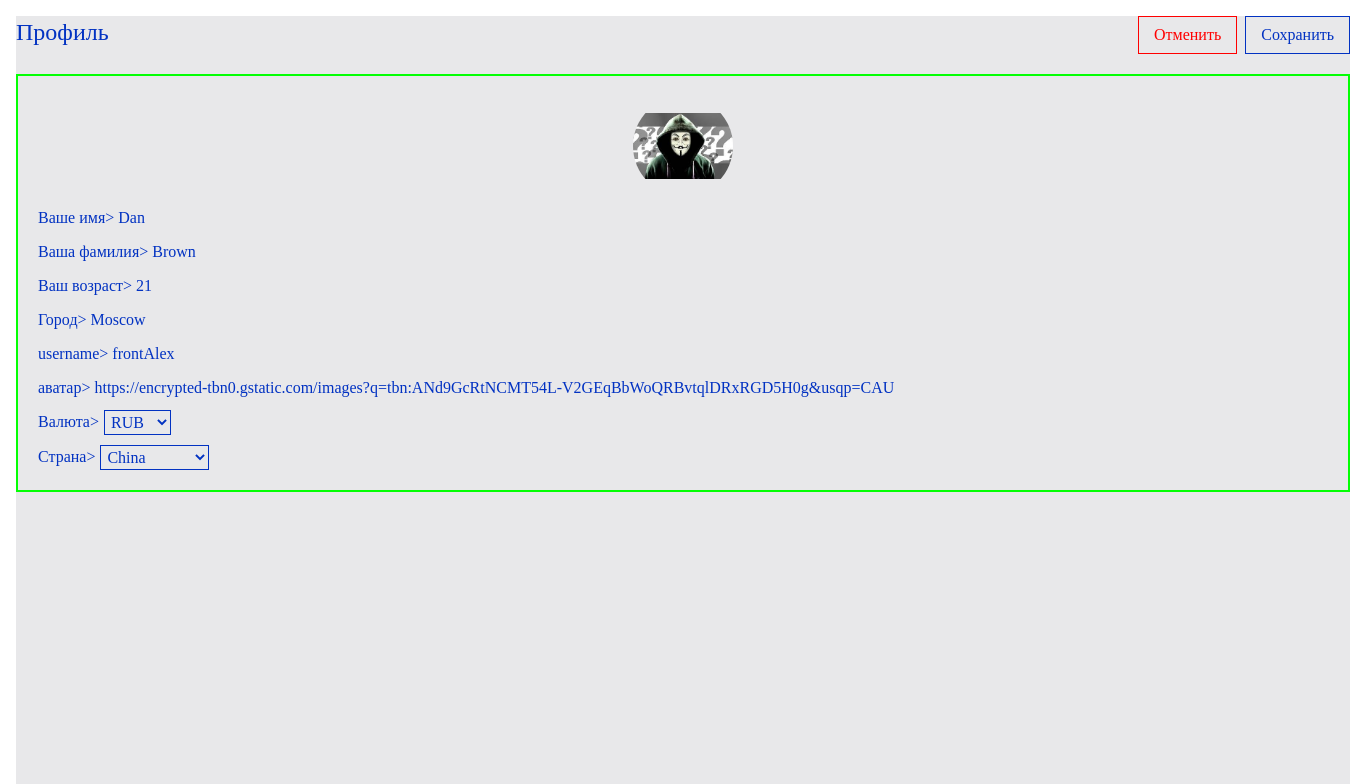 Профиль
Отменить
Сохранить
Ваше имя> Dan
Ваша фамилия> Brown
Ваш возраст> 21
Город> Moscow
username> frontAlex
аватар> https://encrypted-tbn0.gstatic.com/images?q=tbn:ANd9GcRtNCMT54L-V2GEqBbWoQRBvtqlDRxRGD5H0g&usqp=CAU
Валюта> RUB
Страна> China